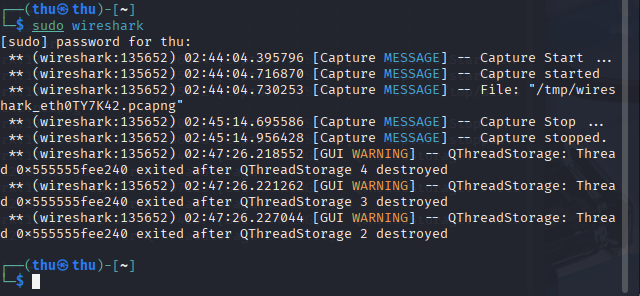 ┌──(thu㉿thu)-[~]
└─$ sudo wireshark
[sudo] password for thu:
 ** (wireshark:135652) 02:44:04.395796 [Capture MESSAGE] -- Capture Start ...
 ** (wireshark:135652) 02:44:04.716870 [Capture MESSAGE] -- Capture started
 ** (wireshark:135652) 02:44:04.730253 [Capture MESSAGE] -- File: "/tmp/wires
hark_eth0TY7K42.pcapng"
 ** (wireshark:135652) 02:45:14.695586 [Capture MESSAGE] -- Capture Stop ...
 ** (wireshark:135652) 02:45:14.956428 [Capture MESSAGE] -- Capture stopped.
 ** (wireshark:135652) 02:47:26.218552 [GUI WARNING] -- QThreadStorage: Threa
d 0×555555fee240 exited after QThreadStorage 4 destroyed
 ** (wireshark:135652) 02:47:26.221262 [GUI WARNING] -- QThreadStorage: Threa
d 0×555555fee240 exited after QThreadStorage 3 destroyed
 ** (wireshark:135652) 02:47:26.227044 [GUI WARNING] -- QThreadStorage: Threa
d 0×555555fee240 exited after QThreadStorage 2 destroyed
┌──(thu㉿thu)-[~]
└─$